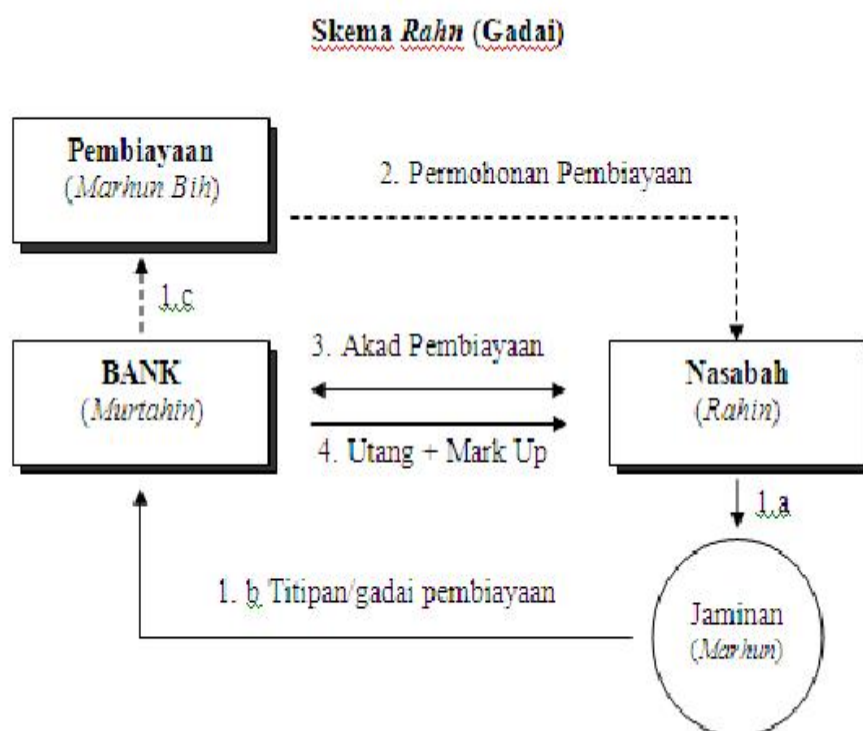 Skema Rahn (Gadai)
Pembiayaan
(Marhun Bih)
2. Permohonan Pembiayaan
1.c
BANK
(Murtahin)
3. Akad Pembiayaan
4. Utang + Mark Up
Nasabah
(Rahin)
1.a
1. b Titipan/gadai pembiayaan
Jaminan
(Marhun)